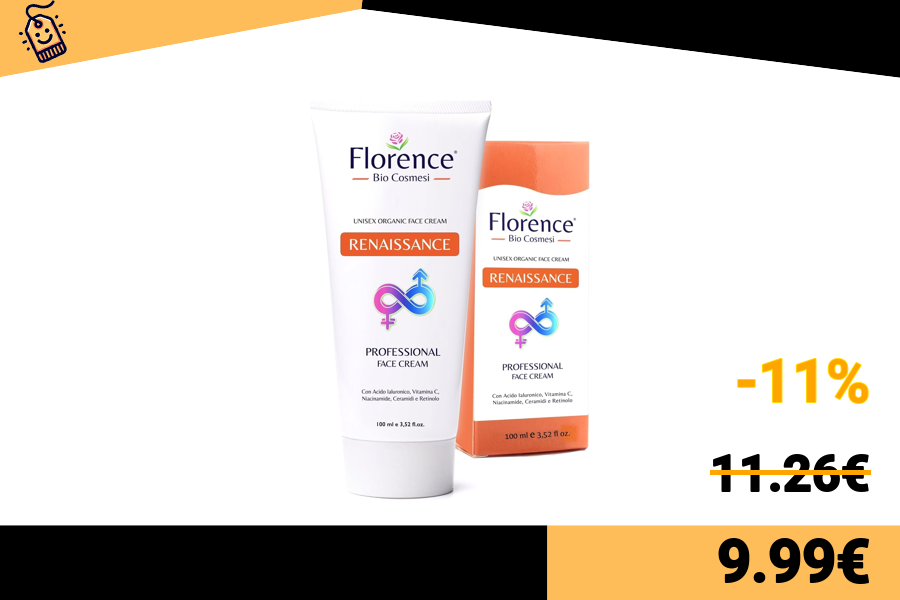 Florence®
Bio Cosmesi
UNISEX ORGANIC FACE CREAM
RENAISSANCE
PROFESSIONAL
FACE CREAM
Con Acido Ialuronico, Vitamina C,
Niacinamide, Ceramidi e Retinolo
100 ml e 3,52 fl.oz.
Florence®
Bio Cosmesi
UNISEX ORGANIC FACE CREAM
RENAISSANCE
PROFESSIONAL
FACE CREAM
Con Acido Ialuronico, Vitamina C,
Niacinamide, Ceramidi e Retinolo
100 ml e 3,52 fl oz.
-11%
11.26€
9.99€